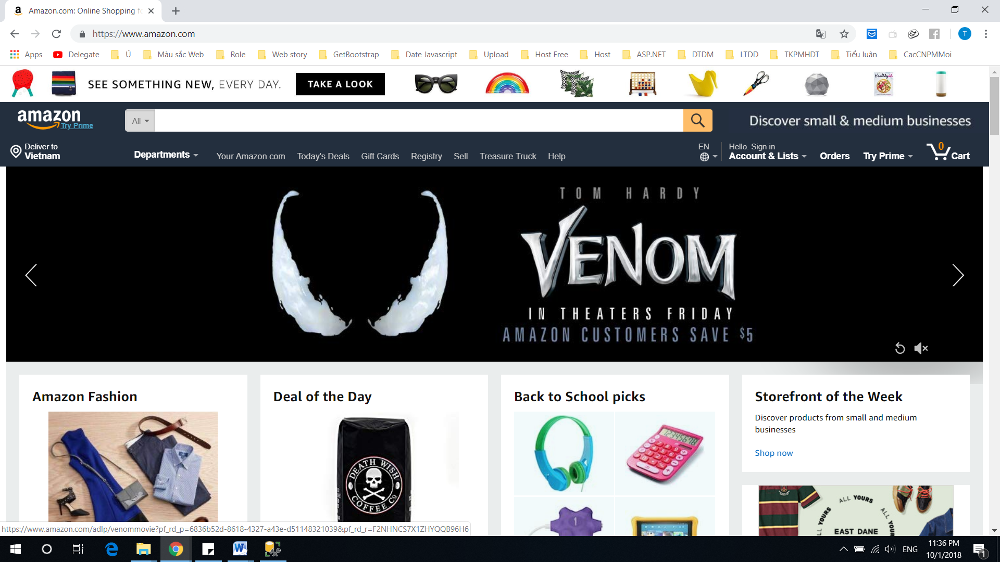 Amazon.com: Online Shopping fo
https://www.amazon.com
T
Apps Delegate Ú Màu sắc Web Role Web story GetBootstrap Date Javascript Upload Host Free Host ASP.NET DTDM LTDD TKPMHDT Tiểu luận CacCNPMMoi
SEE SOMETHING NEW, EVERY DAY. TAKE A LOOK
amazon
Try Prime
All
Discover small & medium businesses
Deliver to
Vietnam
Departments Your Amazon.com Today's Deals Gift Cards Registry Sell Treasure Truck Help
EN
Hello. Sign in
Account & Lists Orders Try Prime 0 Cart
TOM HARDY
VENOM
IN THEATERS FRIDAY
AMAZON CUSTOMERS SAVE $5
Amazon Fashion
Deal of the Day
DEATH WISH
COFFEE CO
Back to School picks
1
Storefront of the Week
Discover products from small and medium
businesses
Shop now
ALL YOURS
ALL YOURS
EAST DANE
https://www.amazon.com/adlp/venommovie?pf_rd_p=6836b52d-8618-4327-a43e-d51148321039&pf_rd_r=F2NHNCS7X1ZHYQQB96H6
ENG
11:36 PM
10/1/2018
1